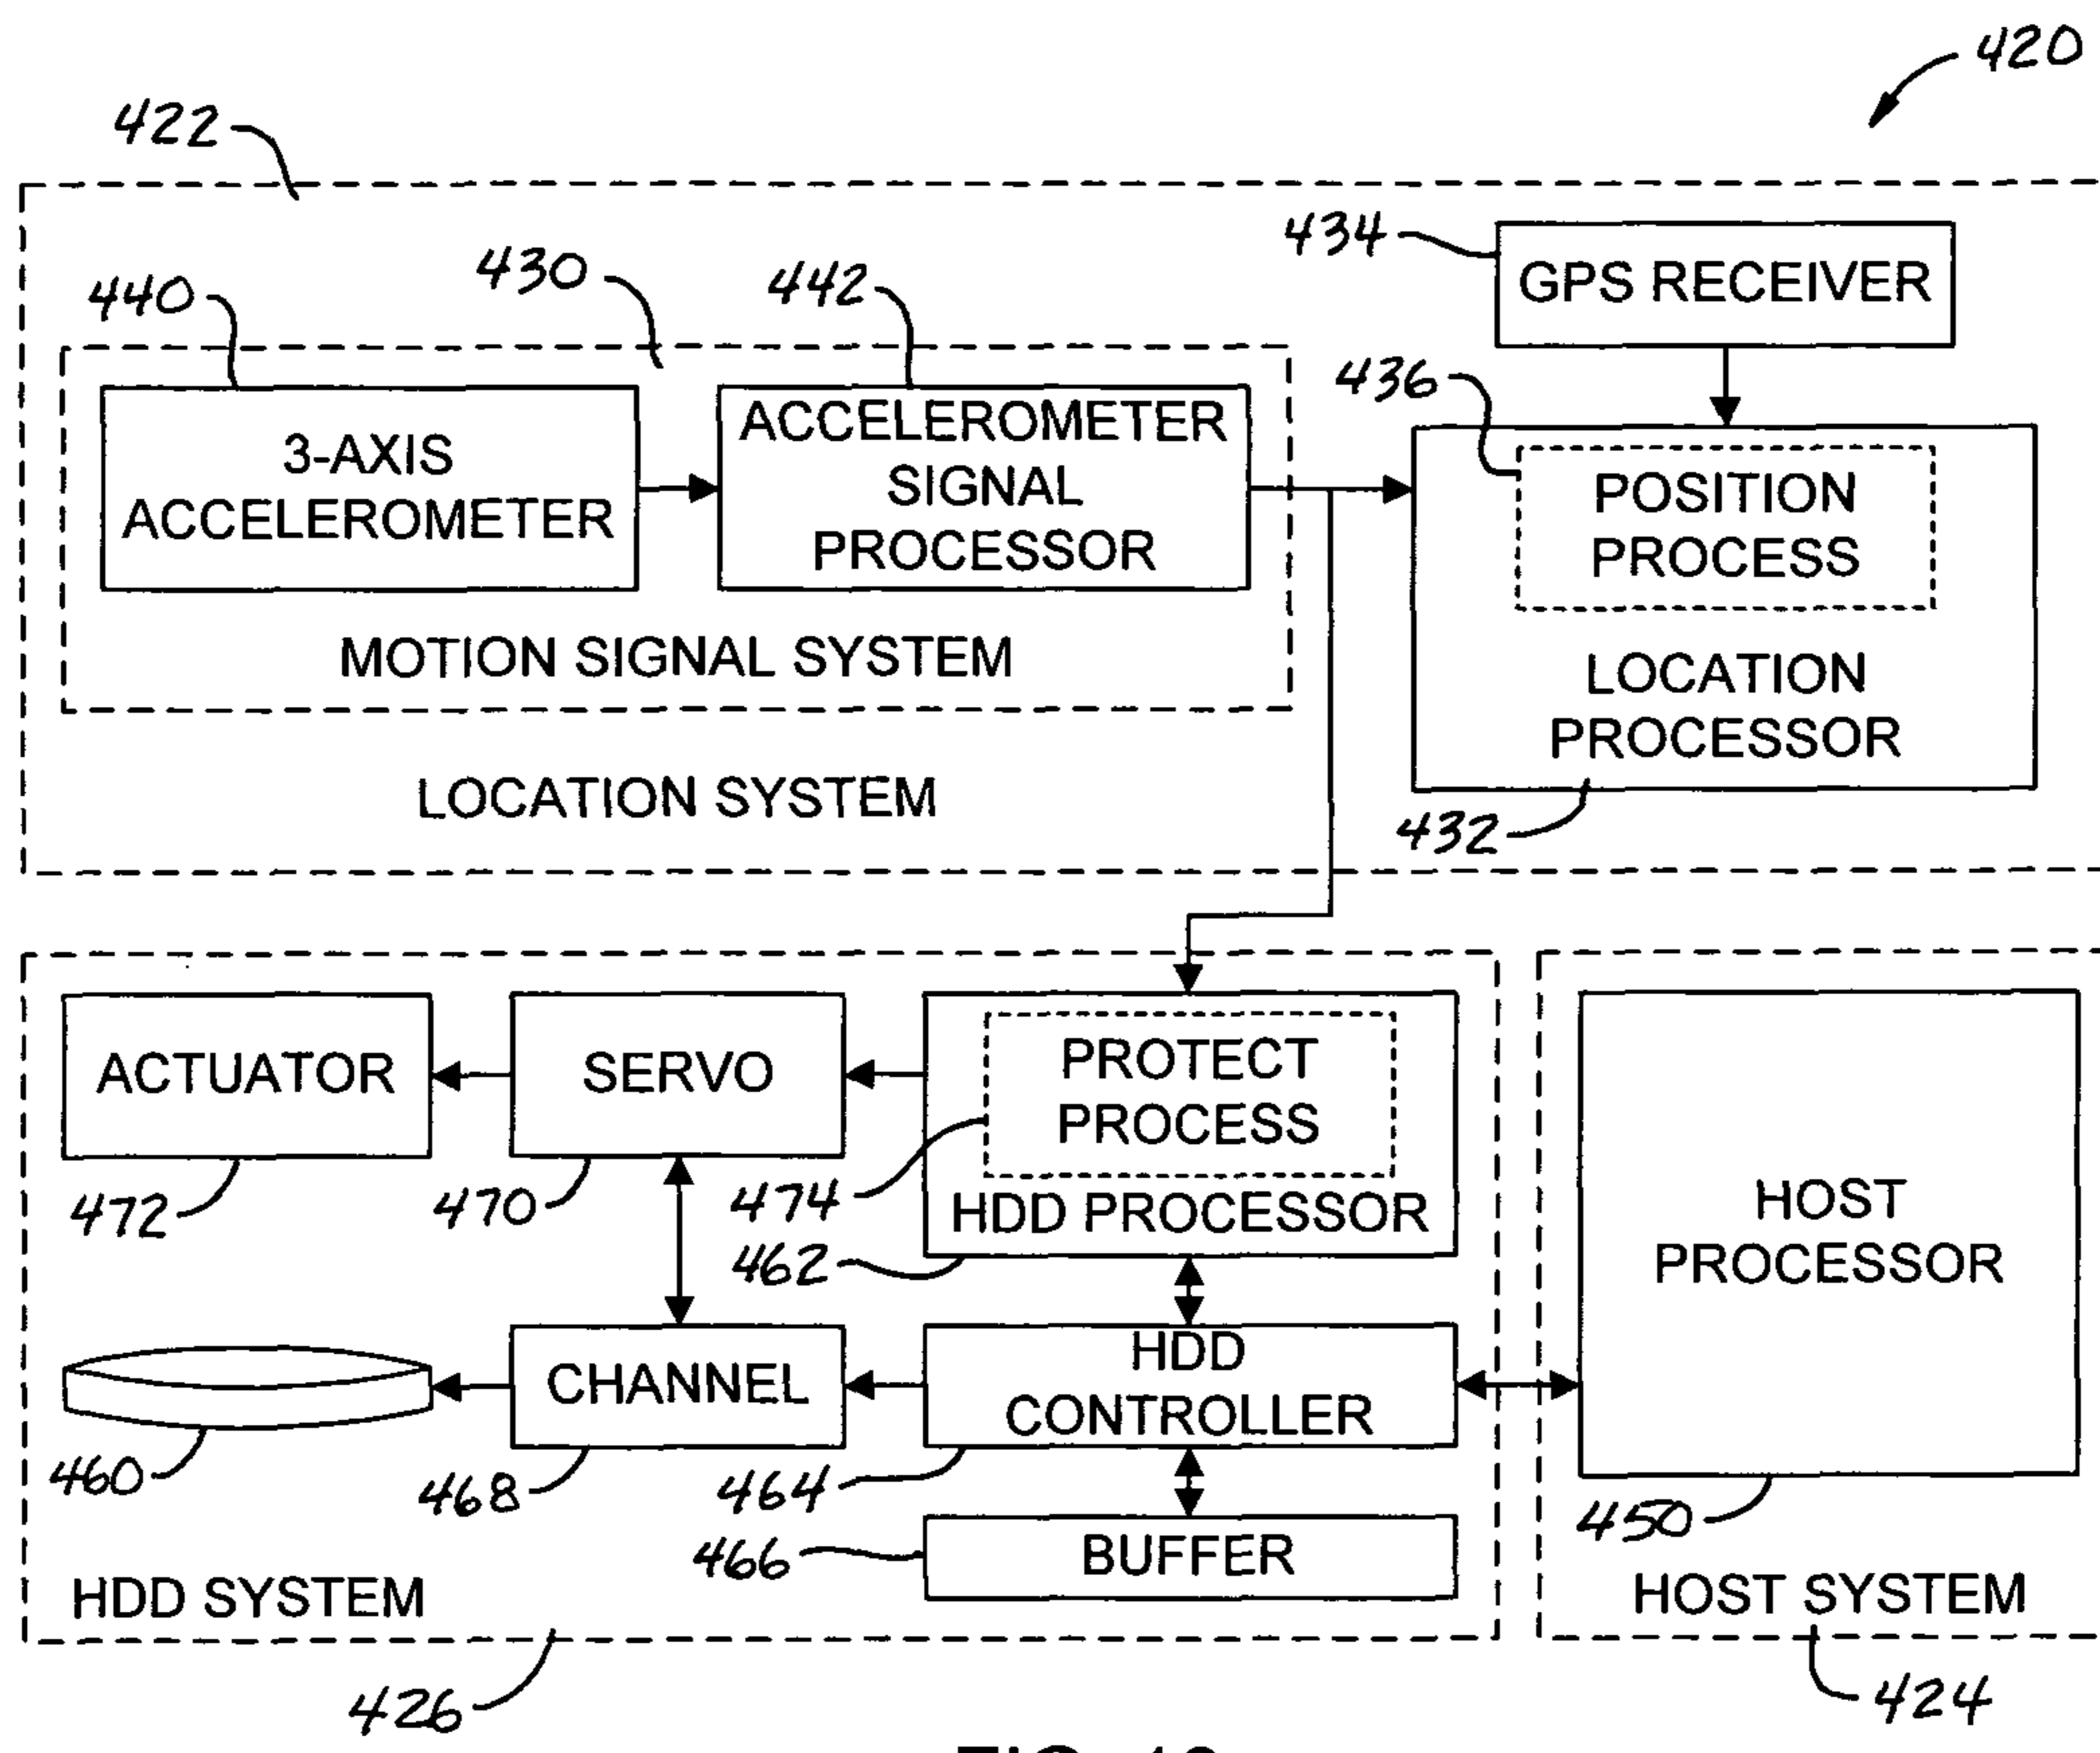 420
422
434
GPS RECEIVER
440
430
442
436
3-AXIS
ACCELEROMETER
ACCELEROMETER
SIGNAL
PROCESSOR
POSITION
PROCESS
MOTION SIGNAL SYSTEM
LOCATION
PROCESSOR
LOCATION SYSTEM
432
ACTUATOR
SERVO
PROTECT
PROCESS
472
470
474
HDD PROCESSOR
462
HOST
PROCESSOR
CHANNEL
HDD
CONTROLLER
460
468
464
450
466
BUFFER
HDD SYSTEM
HOST SYSTEM
426
424